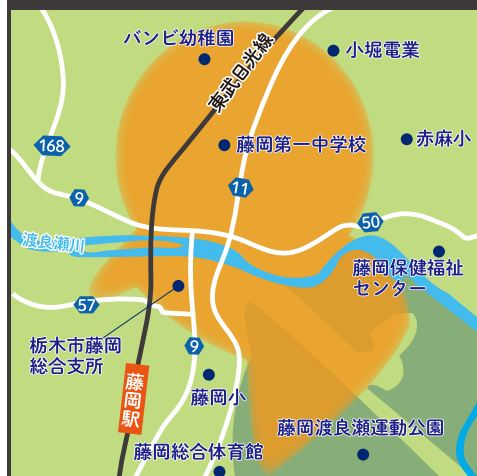 バンビ幼稚園
東武日光線
小堀電業
藤岡第一中学校
赤麻小
168
9
11
50
渡良瀬川
藤岡保健福祉
センター
57
栃木市藤岡
総合支所
9
藤岡駅
藤岡小
藤岡渡良瀬運動公園
藤岡総合体育館